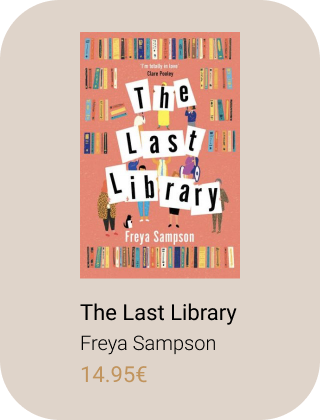 'I'm totally in love'
Clare Pooley
The
Last
Library
Freya Sampson
The Last Library
Freya Sampson
14.95€